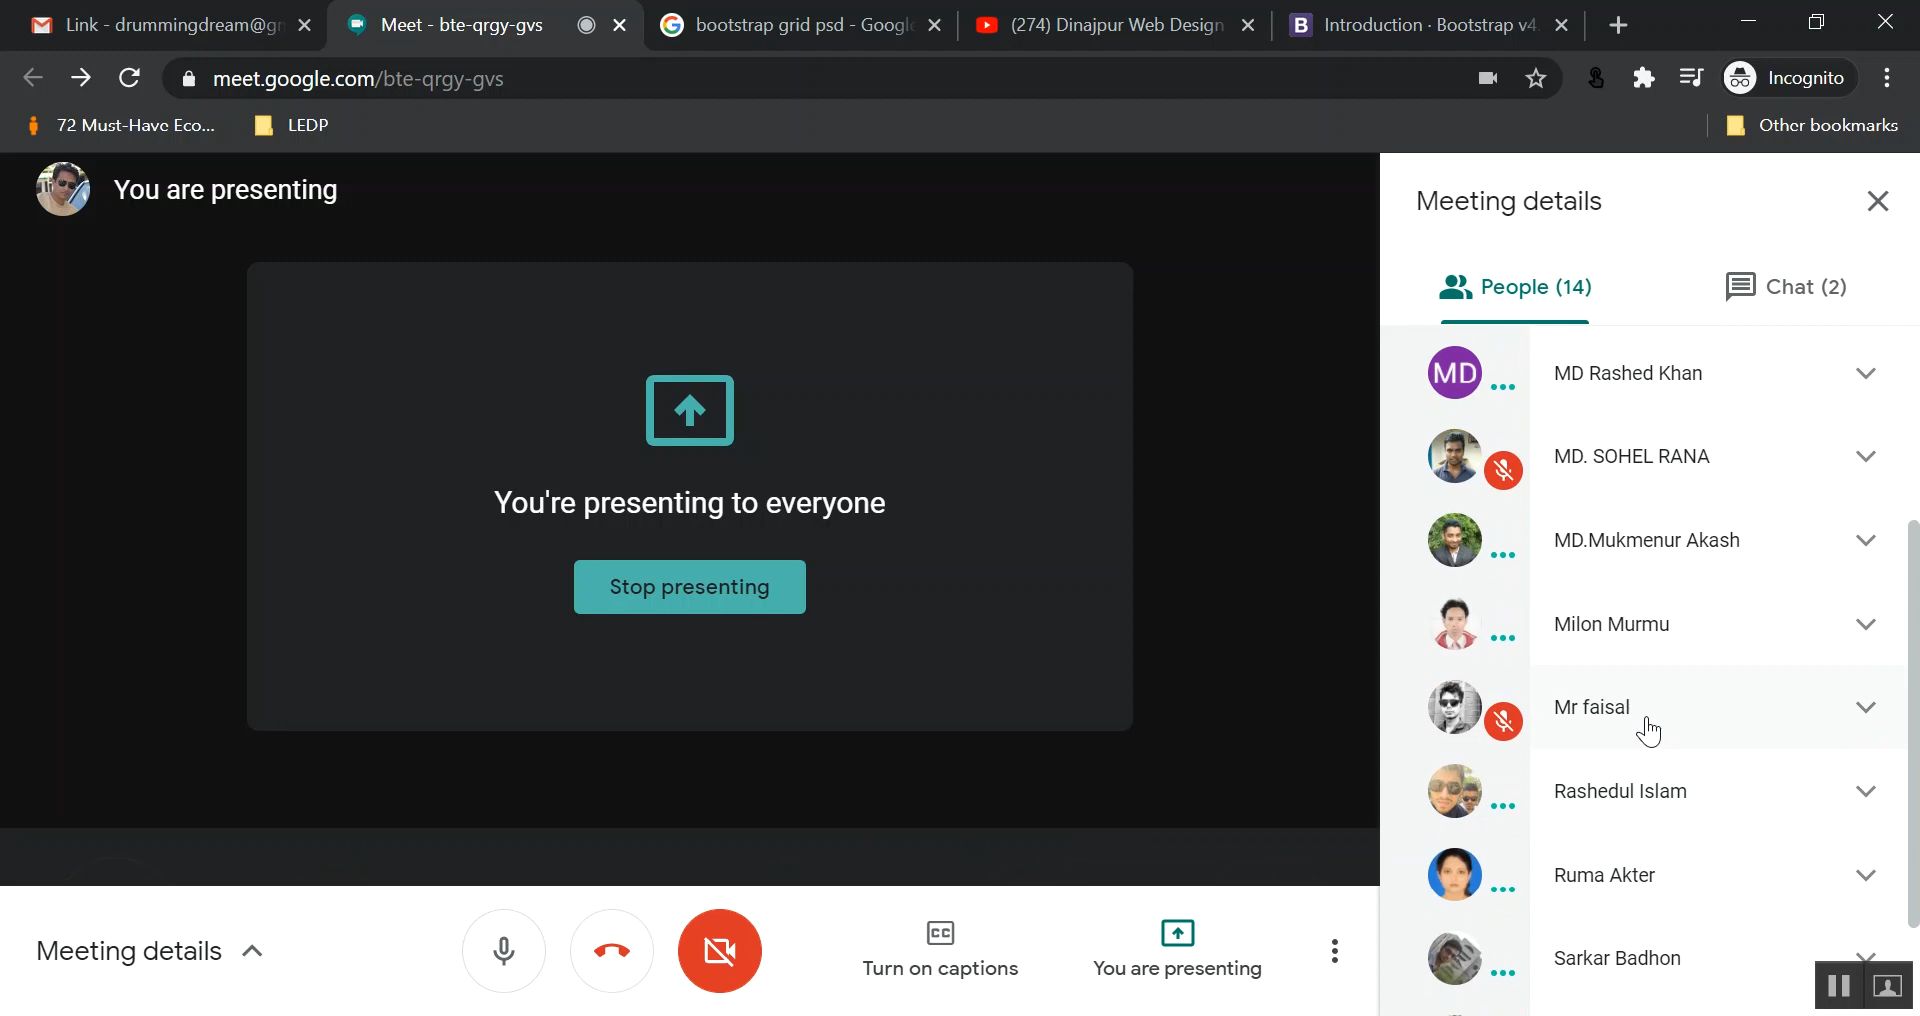 Link - drummingdream@gm
Meet - bte-qrgy-gvs
bootstrap grid psd - Google
(274) Dinajpur Web Design
B
Introduction · Bootstrap v4.
meet.google.com/bte-qrgy-gvs
Incognito
72 Must-Have Eco...
LEDP
Other bookmarks
You are presenting
Meeting details
People (14)
Chat (2)
MD
MD Rashed Khan
MD. SOHEL RANA
MD.Mukmenur Akash
You're presenting to everyone
Stop presenting
Milon Murmu
Mr faisal
Rashedul Islam
Ruma Akter
Sarkar Badhon
Meeting details
CC
Turn on captions
You are presenting